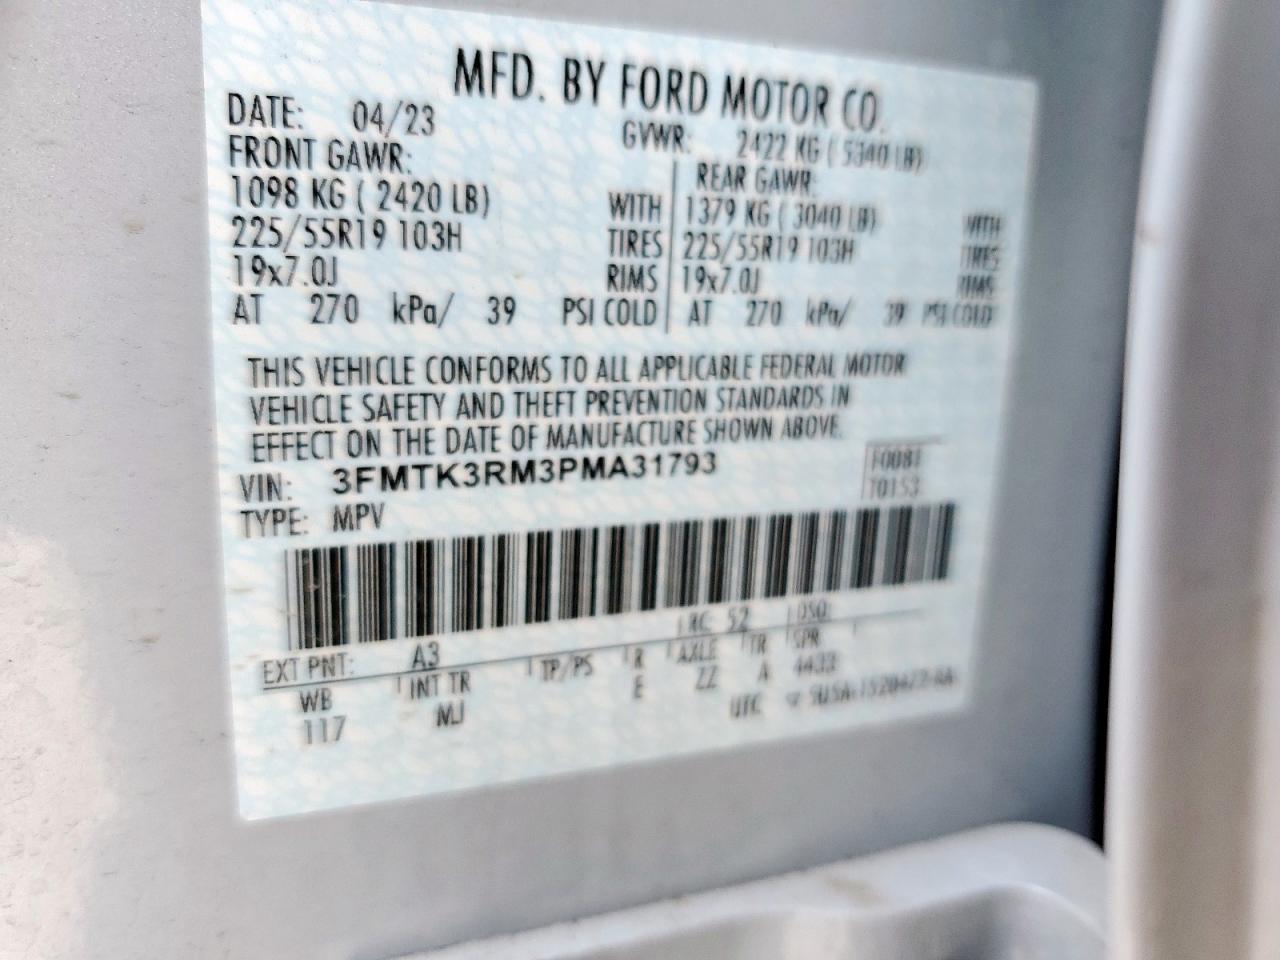 MFD. BY FORD MOTOR CO.
DATE: 04/23
GVWR: 2422 KG ( 5340 LB)
FRONT GAWR:
1098 KG ( 2420 LB) WITH
225/55R19 103H TIRES
19x7.0J RIMS
AT 270 kPa/ 39 PSI COLD
REAR GAWR:
1379 KG ( 3040 LB) WITH
225/55R19 103H TIRES
19x7.0J RIMS
AT 270 kPa/ 39 PSI COLD
THIS VEHICLE CONFORMS TO ALL APPLICABLE FEDERAL MOTOR
VEHICLE SAFETY AND THEFT PREVENTION STANDARDS IN
EFFECT ON THE DATE OF MANUFACTURE SHOWN ABOVE.
VIN: 3FMTK3RM3PMA31793
F0081
T0153
TYPE: MPV
EXT PNT: A3 RC 52 DSO:
WB INT TR TP/PS R AXLE TR SPR
117 MJ E ZZ A 4433
UTC